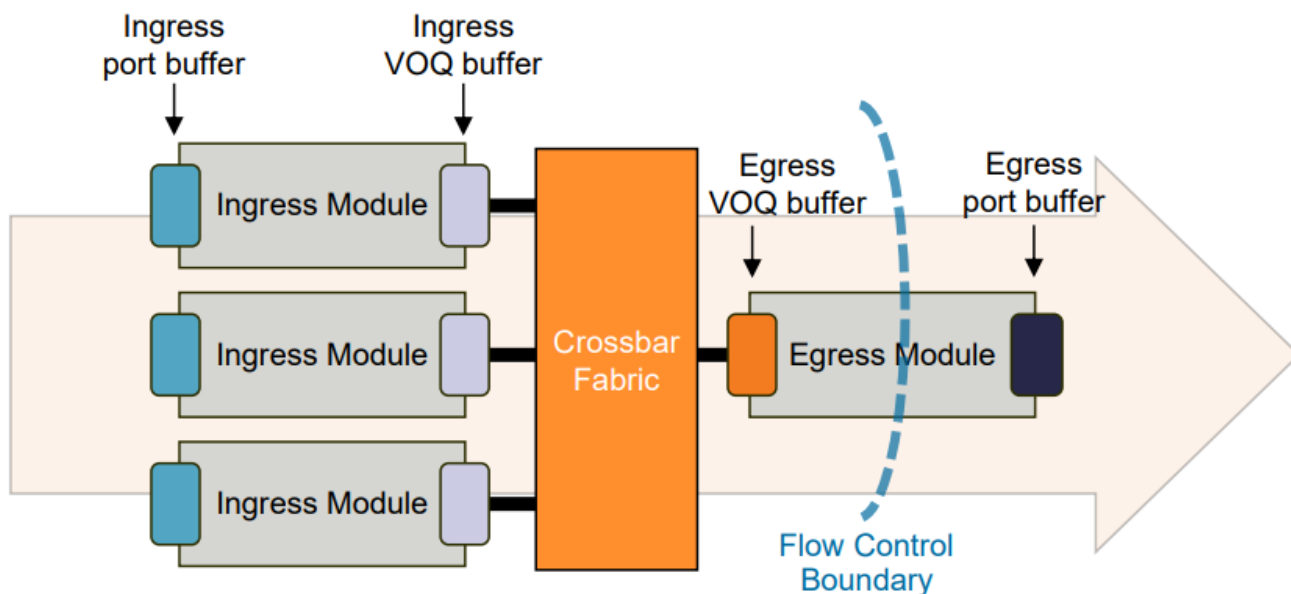 Ingress
port buffer
Ingress
VOQ buffer
Ingress Module
Egress
VOQ buffer
Egress
port buffer
Ingress Module
Crossbar
Fabric
Egress Module
Ingress Module
Flow Control
Boundary